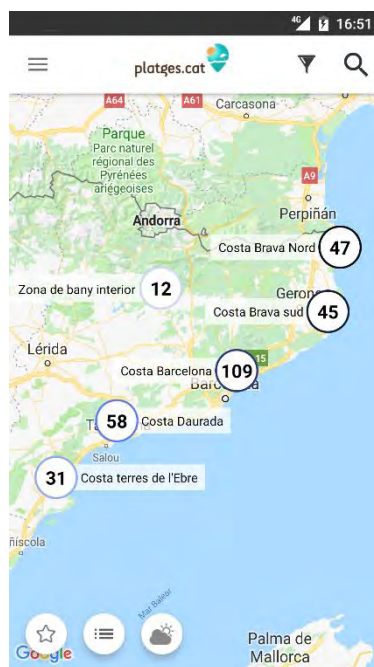 4G
16:51
platges.cat
A64
A61
Carcasona
Parque
Parc naturel
régional des
Pyrénées
ariégeoises
A9
Perpiñán
Andorra
Costa Brava Nord 47
Zona de bany interior 12
Gerona
Costa Brava sud 45
Lérida
Costa Barcelona 109
15
Barcelona
58 Costa Daurada
Salou
31 Costa terres de l'Ebre
ñíscola
Mar Balear
Google
Palma de
Mallorca